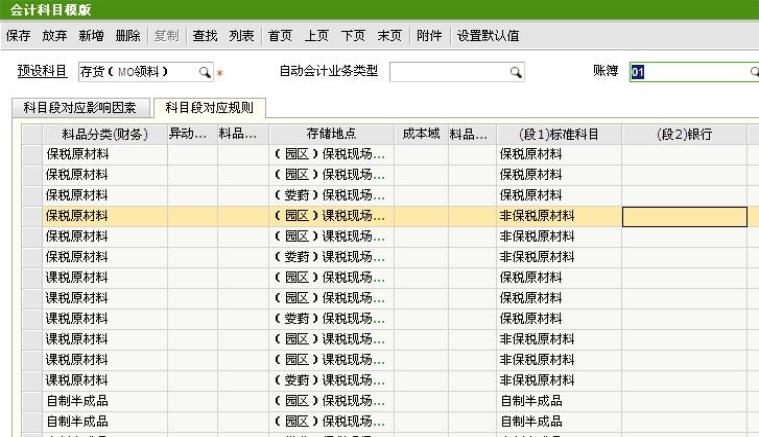 会计科目模版
保存 放弃 新增 删除 复制 查找 列表 首页 上页 下页 末页 附件 设置默认值
预设科目 存货（MO领料） * 自动会计业务类型 账簿 01
科目段对应影响因素 科目段对应规则
料品分类(财务) 异动... 料品... 存储地点 成本域 料品... (段1)标准科目 (段2)银行
保税原材料 （园区）保税现场... 保税原材料
保税原材料 （园区）保税现场... 保税原材料
保税原材料 （娄葑）保税现场... 保税原材料
保税原材料 （园区）课税现场... 非保税原材料
保税原材料 （园区）课税现场... 非保税原材料
保税原材料 （娄葑）课税现场... 非保税原材料
课税原材料 （园区）保税现场... 保税原材料
课税原材料 （园区）保税现场... 保税原材料
课税原材料 （娄葑）保税现场... 保税原材料
课税原材料 （园区）课税现场... 非保税原材料
课税原材料 （园区）课税现场... 非保税原材料
课税原材料 （娄葑）课税现场... 非保税原材料
自制半成品 （园区）保税现场... 自制半成品
自制半成品 （园区）课税现场... 自制半成品